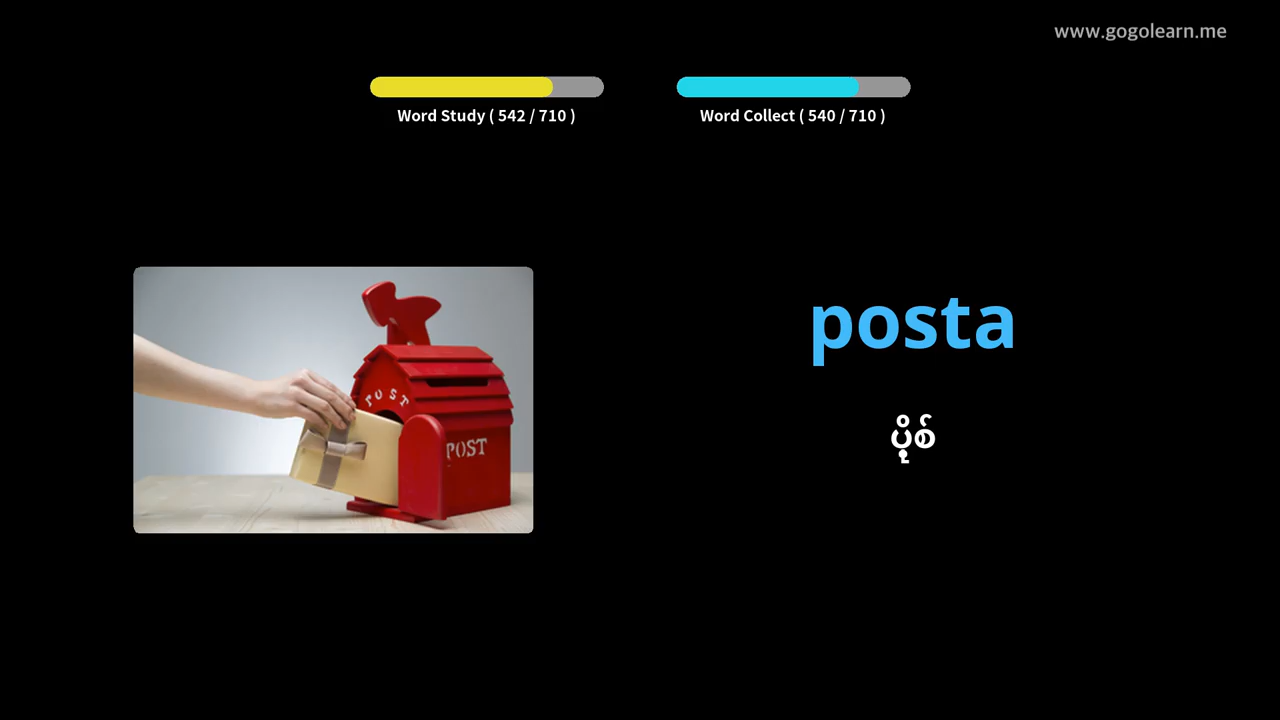 www.gogolearn.me
Word Study ( 542 / 710 )
Word Collect ( 540 / 710 )
posta
ပို့စ်
POST
POST